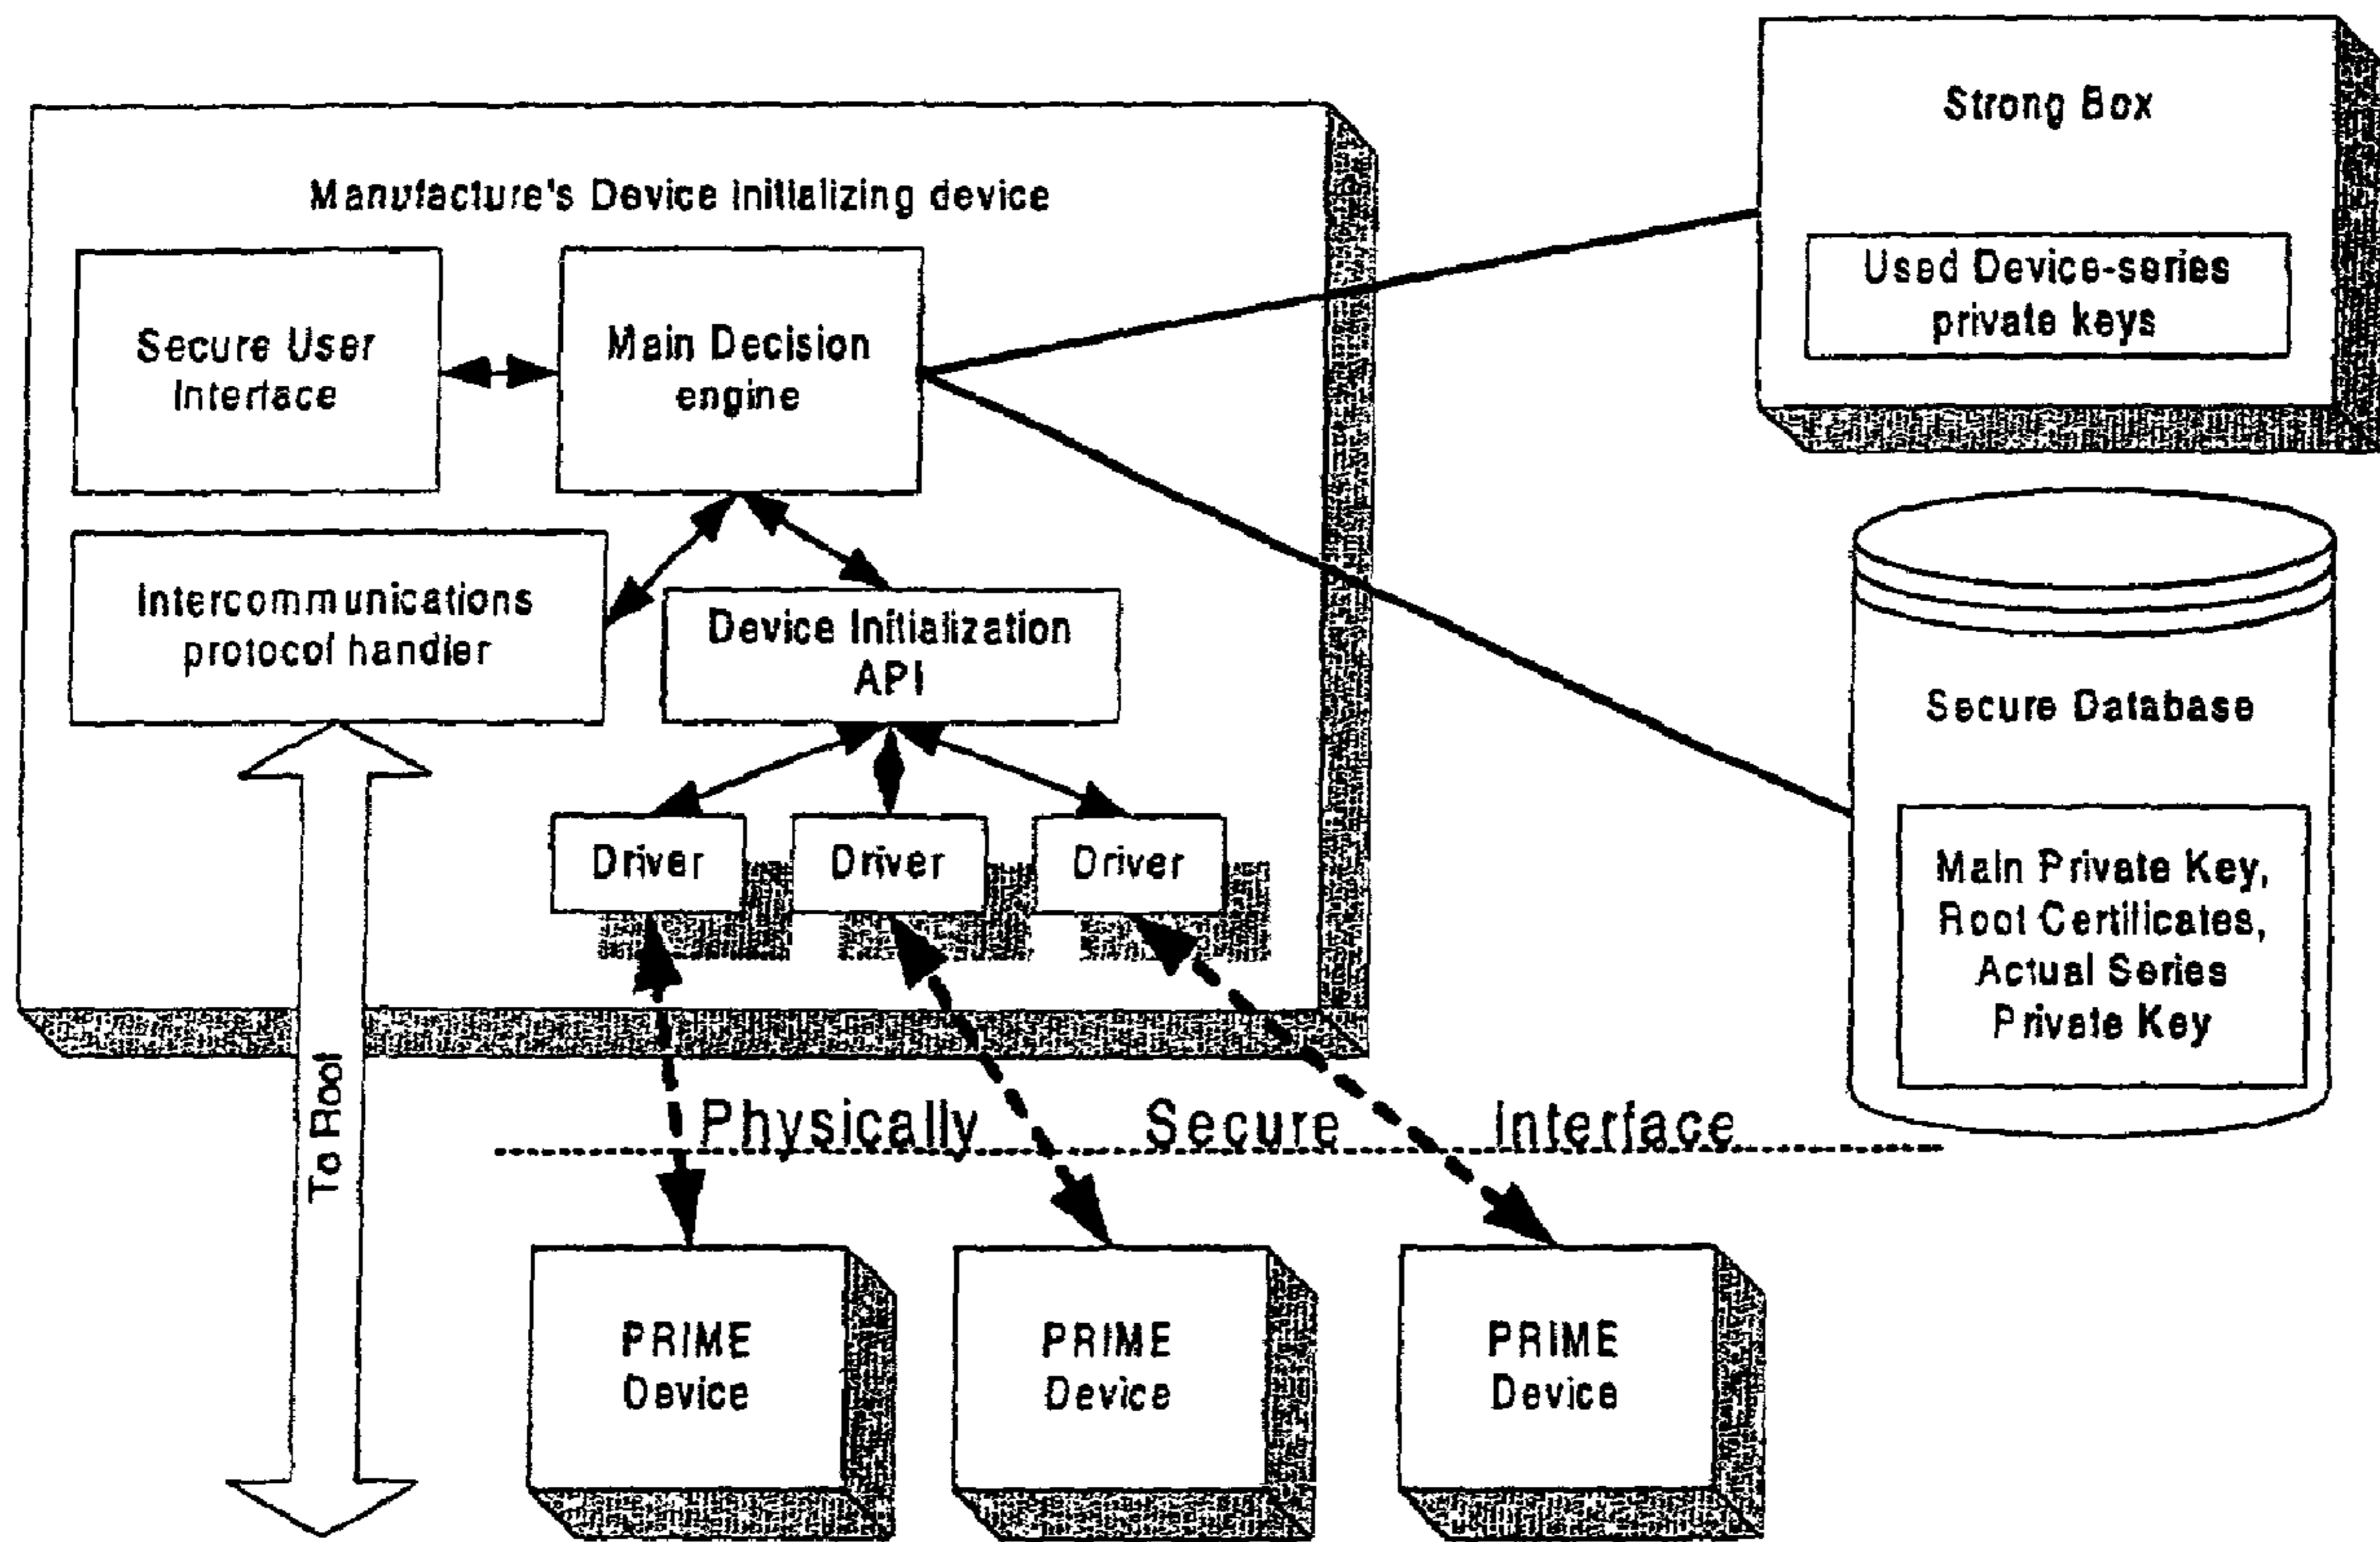 Strong Box
Used Device-series
private keys
Manufacture's Device initializing device
Secure User
Interface
Main Decision
engine
Intercommunications
protocol handler
Device Initialization
API
Driver
Driver
Driver
Secure Database
Main Private Key,
Root Certificates,
Actual Series
Private Key
To Root
Physically Secure Interface
PRIME
Device
PRIME
Device
PRIME
Device